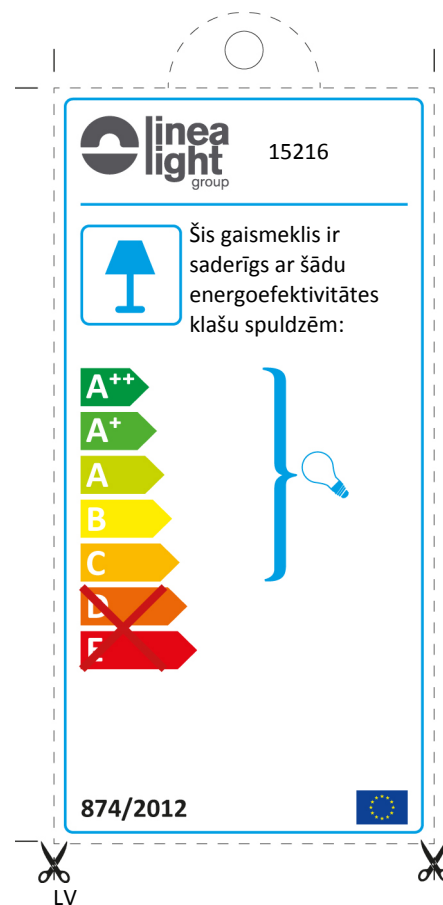 linea
light
group
15216
Šis gaismeklis ir
saderīgs ar šādu
energoefektivitātes
klašu spuldzēm:
A++
A+
A
B
C
D
E
874/2012
LV